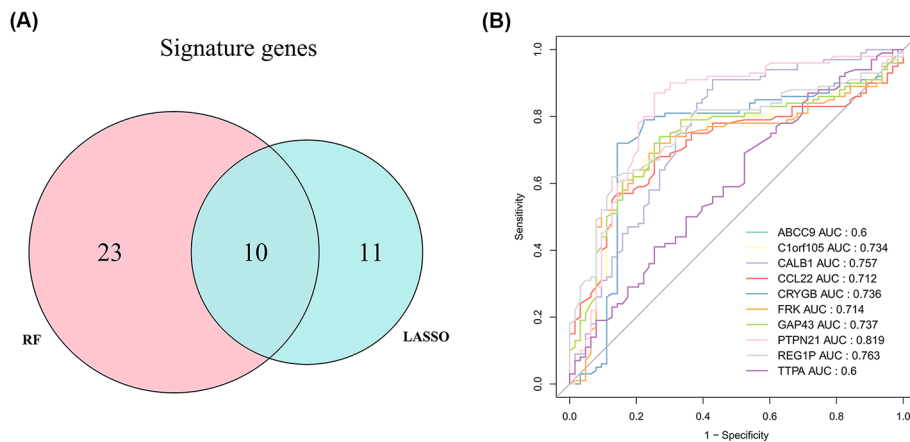 (A)
Signature genes
23
10
11
RF
LASSO
(B)
Sensitivity
1.0
0.8
0.6
0.4
0.2
0.0
ABCC9 AUC : 0.6
C1orf105 AUC : 0.734
CALB1 AUC : 0.757
CCL22 AUC : 0.712
CRYGB AUC : 0.736
FRK AUC : 0.714
GAP43 AUC : 0.737
PTPN21 AUC : 0.819
REG1P AUC : 0.763
TTPA AUC : 0.6
0.0 0.2 0.4 0.6 0.8 1.0
1 − Specificity